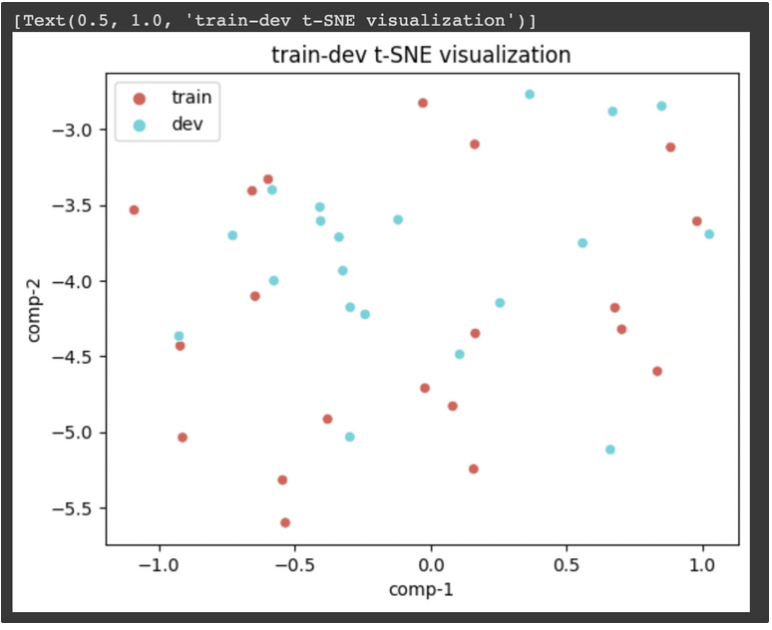 [Text(0.5, 1.0, 'train-dev t-SNE visualization')]
train-dev t-SNE visualization
train
dev
−3.0
−3.5
−4.0
−4.5
−5.0
−5.5
comp-2
−1.0
−0.5
0.0
0.5
1.0
comp-1